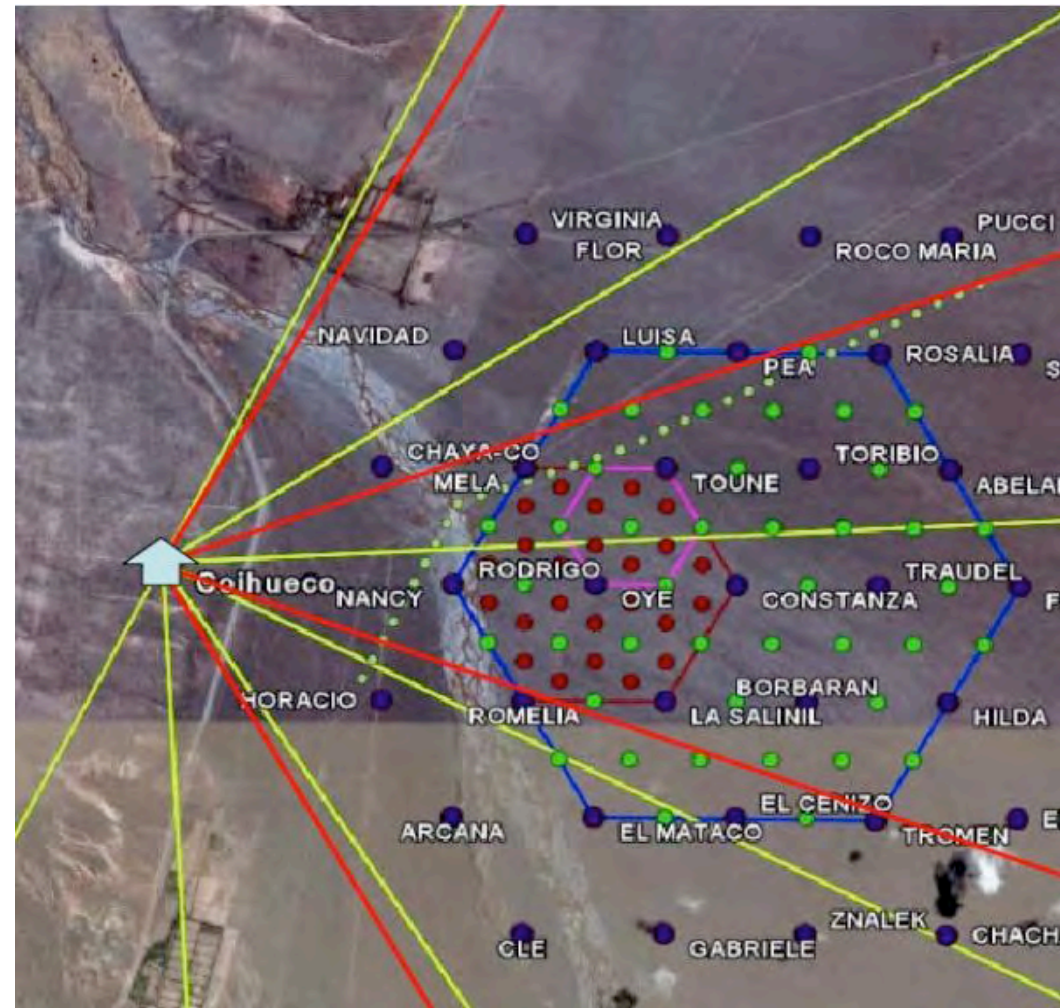 VIRGINIA
FLOR
PUCCI
ROCO MARIA
NAVIDAD
LUISA
PEA
ROSALIA
S
CHAYA-CO
MELA
TOUNE
TORIBIO
ABELAR
Coihueco
NANCY
RODRIGO
OYE
CONSTANZA
TRAUDEL
F
HORACIO
ROMELIA
LA SALINIL
BORBARAN
HILDA
ARCANA
EL MATACO
EL CENIZO
TROMEN
E
CLE
GABRIELE
ZNALEK
CHACH